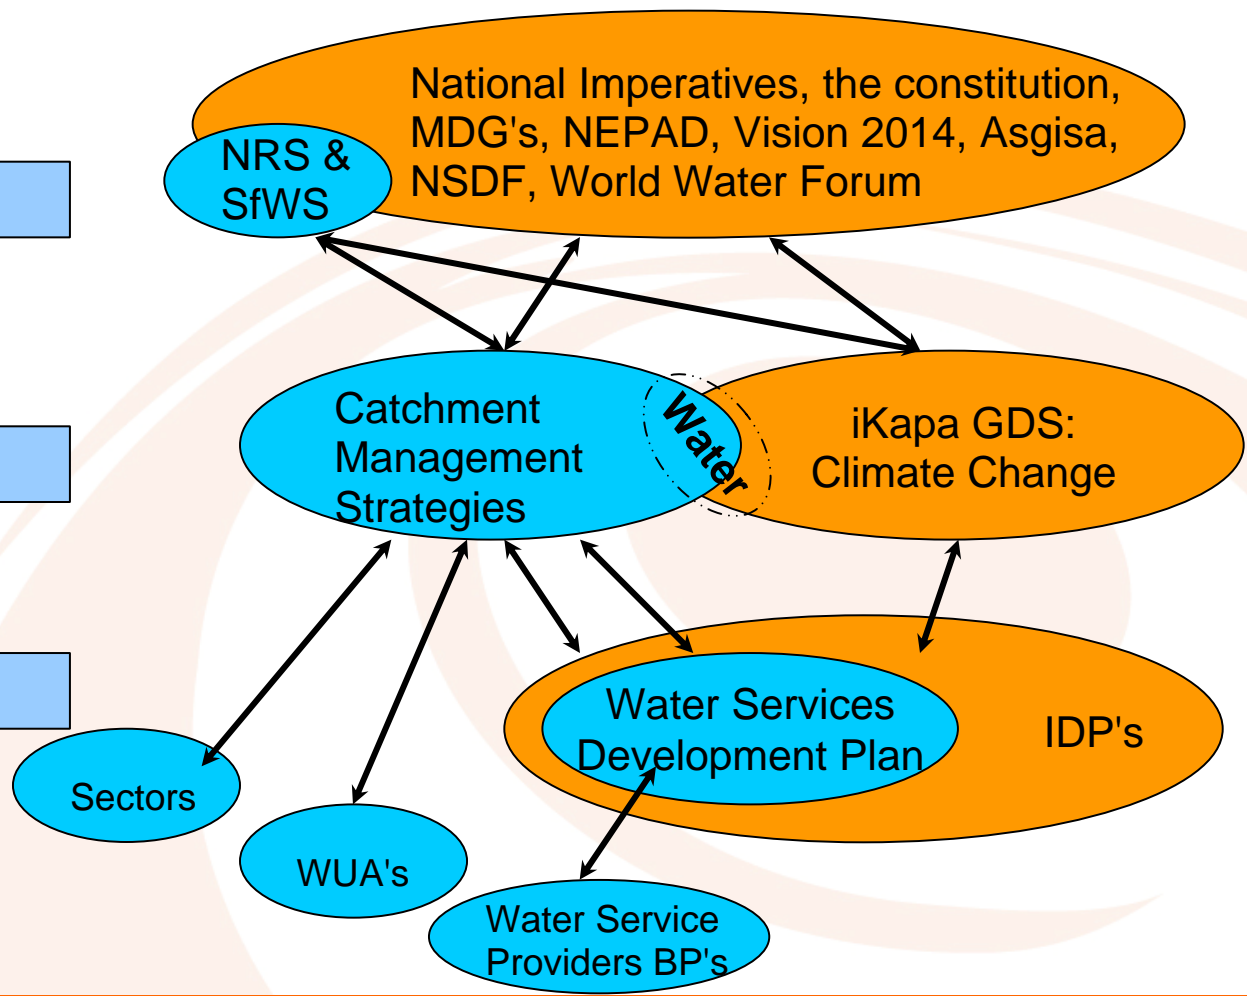 National Imperatives, the constitution,
MDG's, NEPAD, Vision 2014, Asgisa,
NSDF, World Water Forum
NRS &
SfWS
Catchment
Management
Strategies
Water
iKapa GDS:
Climate Change
Water Services
Development Plan
IDP's
Sectors
WUA's
Water Service
Providers BP's